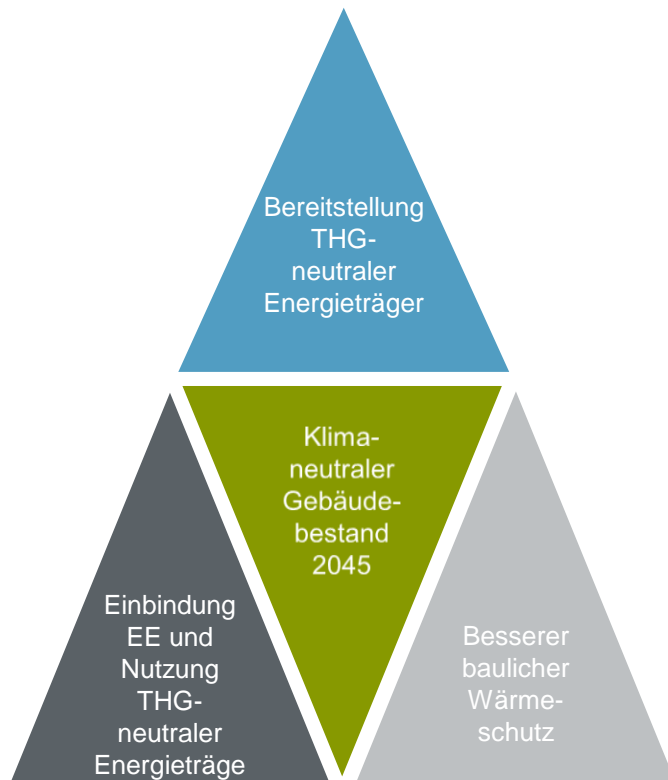 Bereitstellung
THG-
neutraler
Energieträger
Klima-
neutraler
Gebäude-
bestand
2045
Einbindung
EE und
Nutzung
THG-
neutraler
Energieträge
Besserer
baulicher
Wärme-
schutz